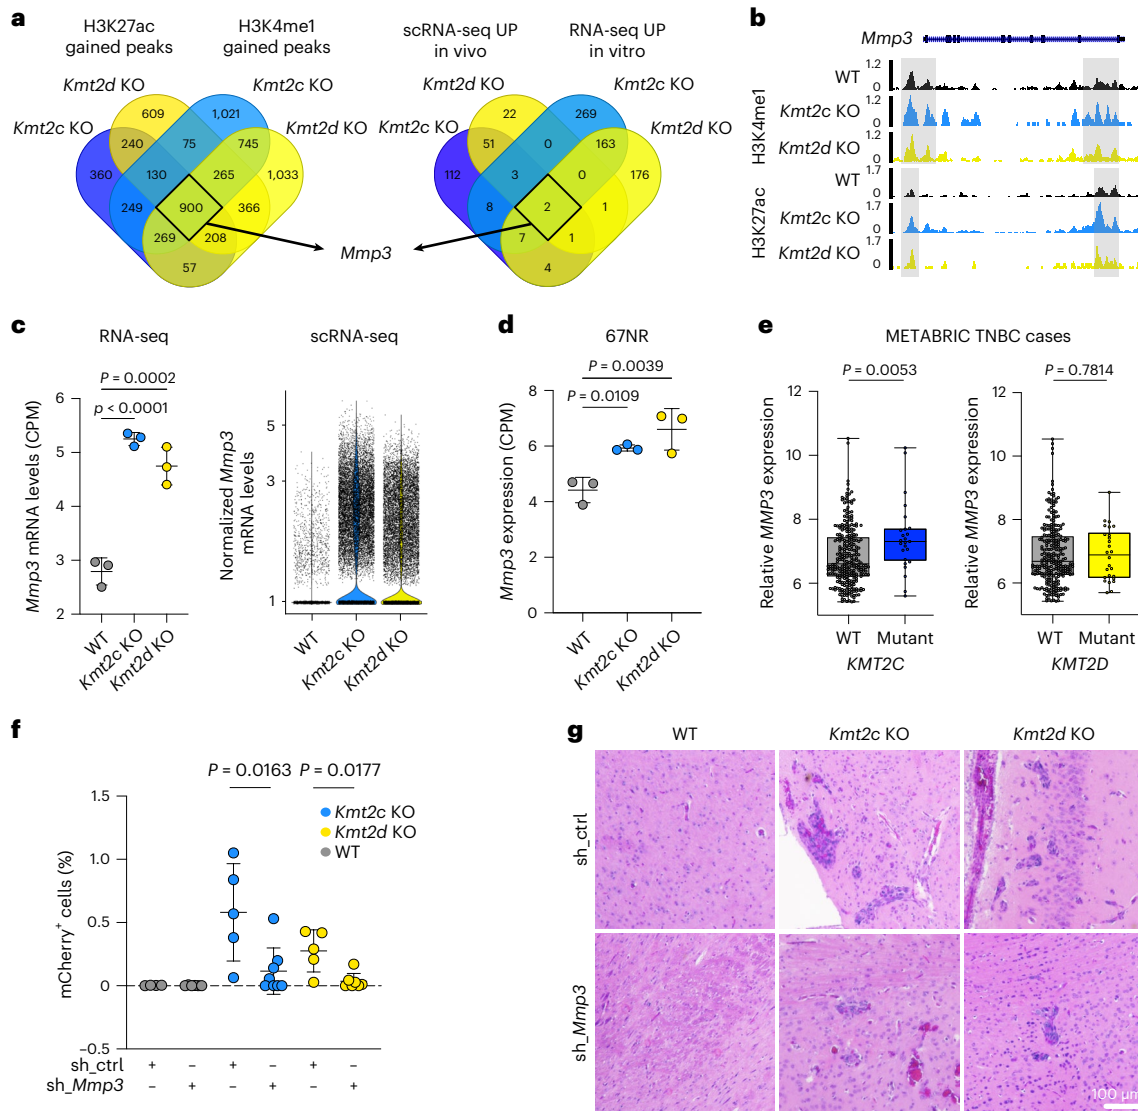 a
H3K27ac
gained peaks
H3K4me1
gained peaks
Kmt2d KO
Kmt2c KO
Kmt2c KO
Kmt2d KO
609
1,021
240
75
745
360
130
265
1,033
249
900
366
269
208
57
Mmp3
scRNA-seq UP
in vivo
RNA-seq UP
in vitro
Kmt2d KO
Kmt2c KO
Kmt2c KO
Kmt2d KO
22
269
51
0
163
112
3
0
176
8
2
1
7
1
4
b
Mmp3
H3K4me1
WT
1.2
0
Kmt2c KO
1.2
0
Kmt2d KO
1.2
0
H3K27ac
WT
1.7
0
Kmt2c KO
1.7
0
Kmt2d KO
1.7
0
c
RNA-seq
P = 0.0002
p < 0.0001
Mmp3 mRNA levels (CPM)
6
5
4
3
2
WT
Kmt2c KO
Kmt2d KO
scRNA-seq
Normalized Mmp3
mRNA levels
5
3
1
WT
Kmt2c KO
Kmt2d KO
d
67NR
P = 0.0039
P = 0.0109
Mmp3 expression (CPM)
8
6
4
2
0
WT
Kmt2c KO
Kmt2d KO
e
METABRIC TNBC cases
P = 0.0053
Relative MMP3 expression
12
10
8
6
WT
Mutant
KMT2C
P = 0.7814
Relative MMP3 expression
12
10
8
6
WT
Mutant
KMT2D
f
P = 0.0163
P = 0.0177
Kmt2c KO
Kmt2d KO
WT
mCherry+ cells (%)
1.5
1.0
0.5
0
–0.5
sh_ctrl + – + – + –
sh_Mmp3 – + – + – +
g
WT
Kmt2c KO
Kmt2d KO
sh_ctrl
sh_Mmp3
100 µm